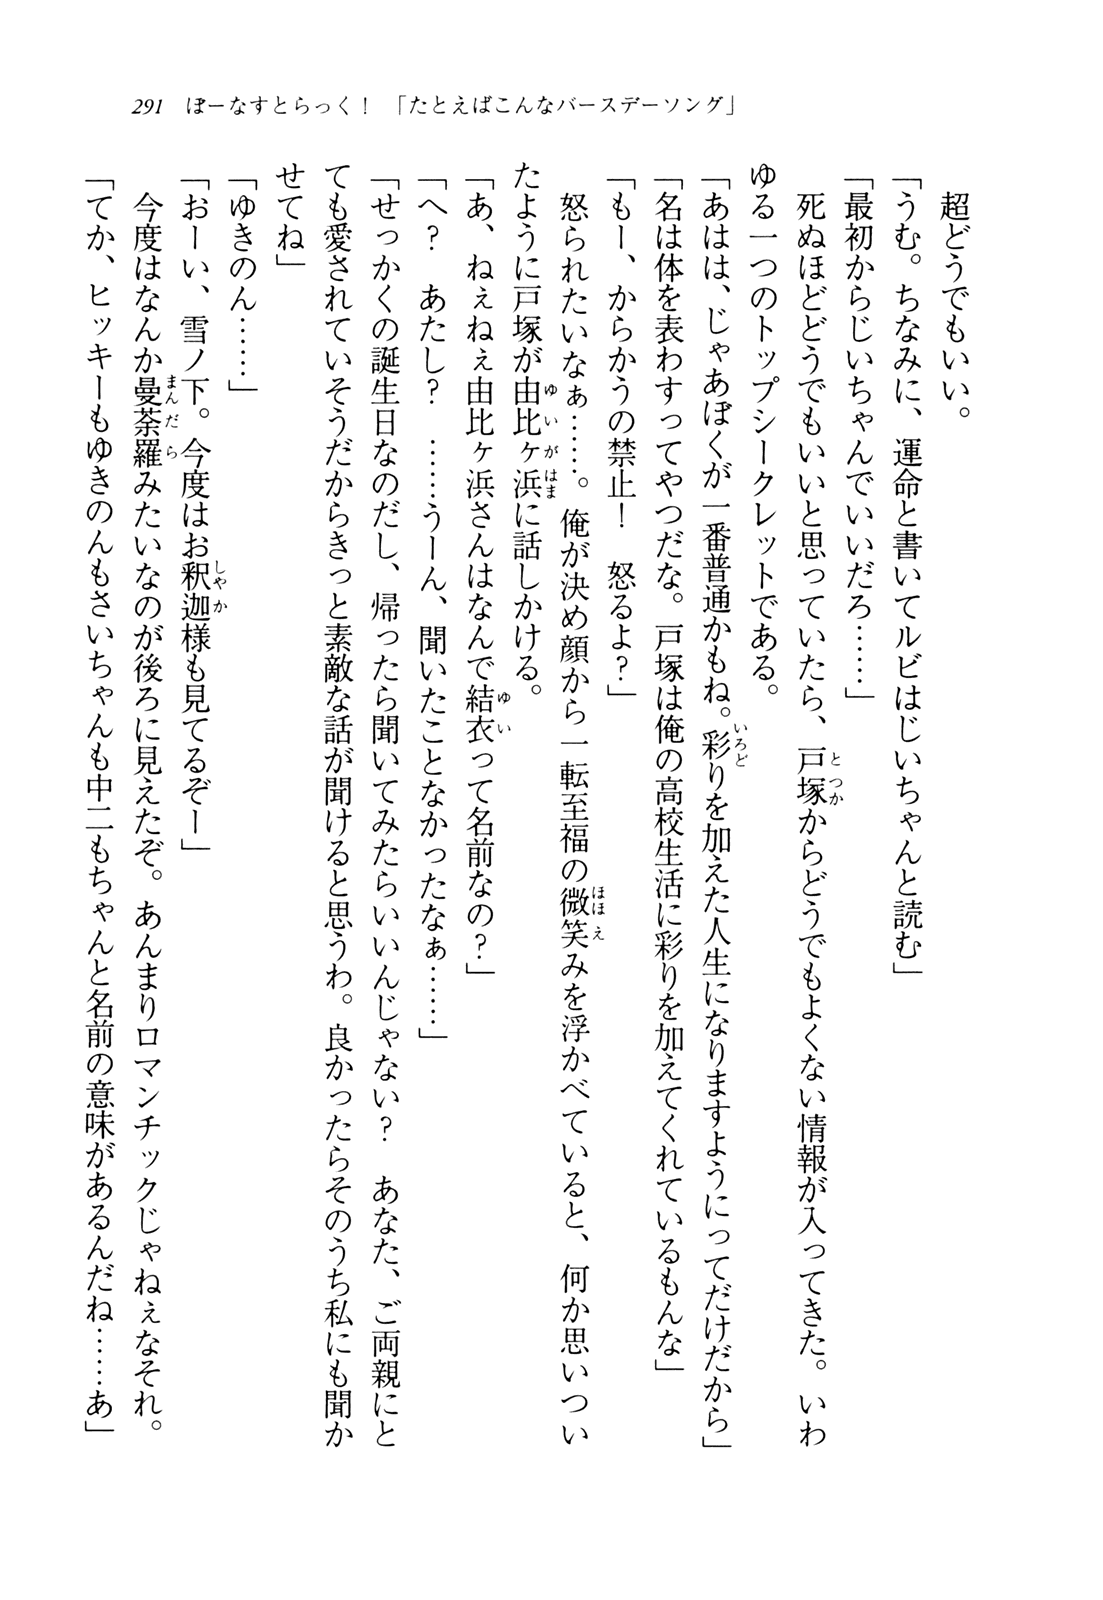 291　ぼーなすとらっく！　「たとえばこんなバースデーソング」
　超どうでもいい。
「うむ。ちなみに、運命と書いてルビはじいちゃんと読む」
「最初からじいちゃんでいいだろ……」
　死ぬほどどうでもいいと思っていたら、戸塚からどうでもよくない情報が入ってきた。いわ
ゆる一つのトップシークレットである。
「あはは、じゃあぼくが一番普通かもね。彩りを加えた人生になりますようにってだけだから」
「名は体を表わすってやつだな。戸塚は俺の高校生活に彩りを加えてくれているもんな」
「もー、からかうの禁止！　怒るよ？」
　怒られたいなぁ……。俺が決め顔から一転至福の微笑みを浮かべていると、何か思いつい
たように戸塚が由比ヶ浜に話しかける。
「あ、ねぇねぇ由比ヶ浜さんはなんで結衣って名前なの？」
「へ？　あたし？　……うーん、聞いたことなかったなぁ……」
「せっかくの誕生日なのだし、帰ったら聞いてみたらいいんじゃない？　あなた、ご両親にと
ても愛されていそうだからきっと素敵な話が聞けると思うわ。良かったらそのうち私にも聞か
せてね」
「ゆきのん……」
「おーい、雪ノ下。今度はお釈迦様も見てるぞー」
　今度はなんか曼荼羅みたいなのが後ろに見えたぞ。あんまりロマンチックじゃねぇなそれ。
「てか、ヒッキーもゆきのんもさいちゃんも中二もちゃんと名前の意味があるんだね……あ」